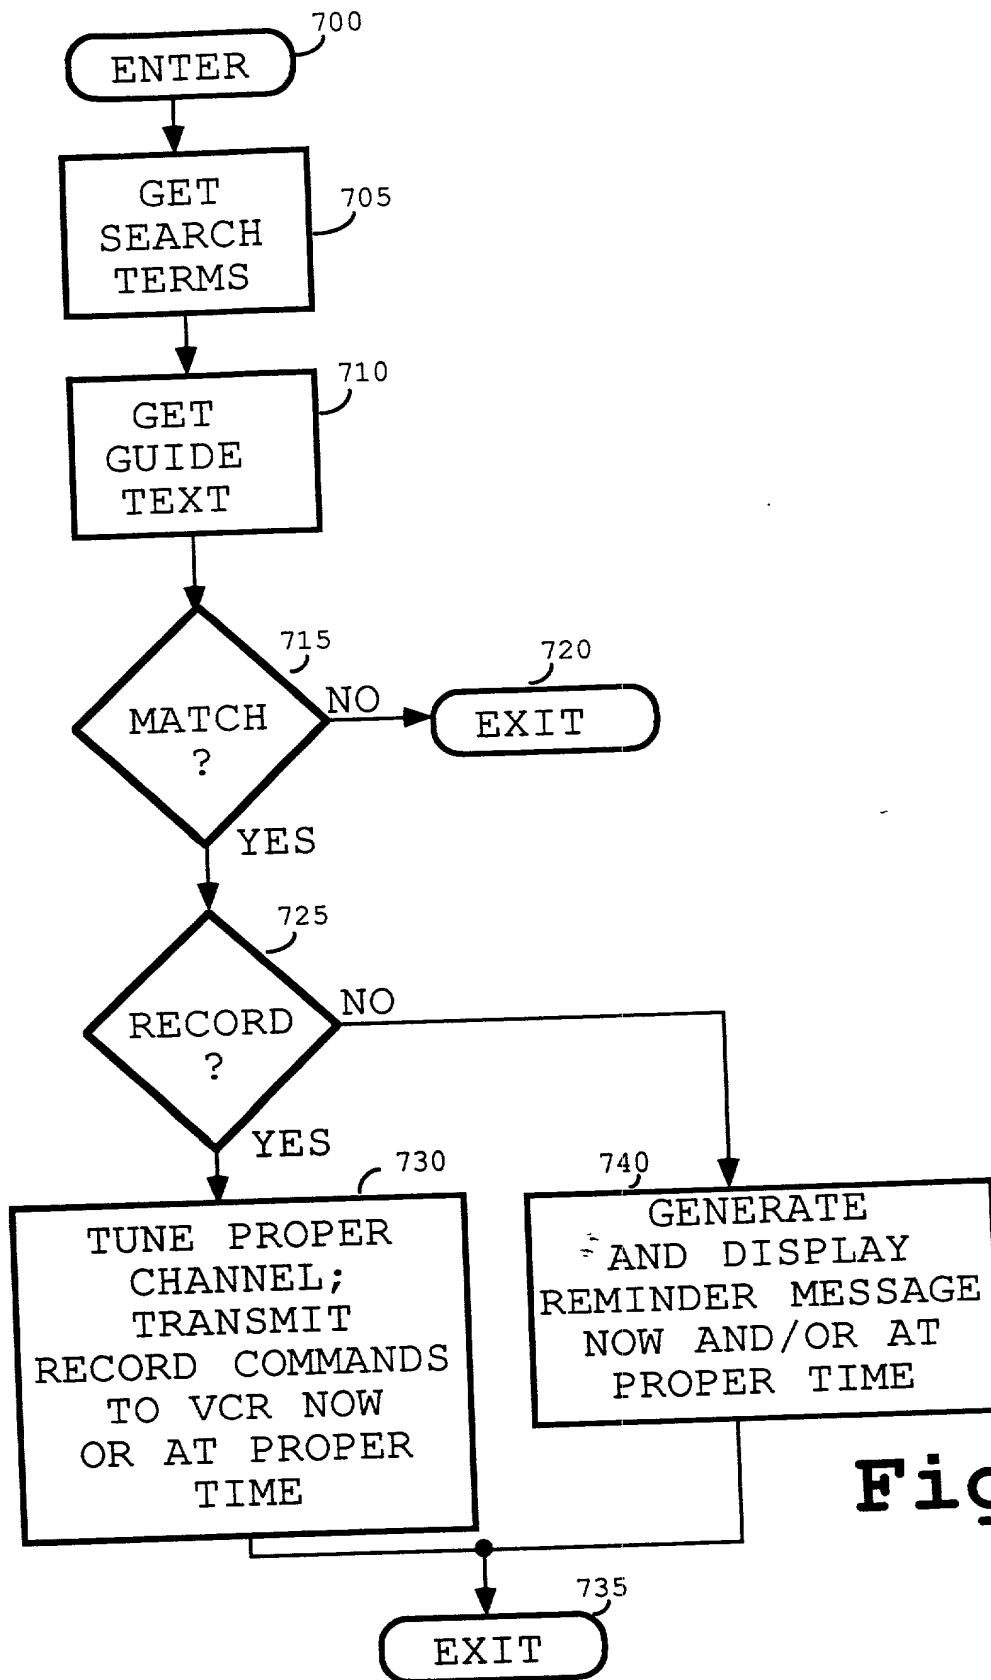 700
ENTER
GET
SEARCH
TERMS
705
GET
GUIDE
TEXT
710
715
MATCH
?
NO
720
EXIT
YES
725
RECORD
?
NO
YES
730
TUNE PROPER
CHANNEL;
TRANSMIT
RECORD COMMANDS
TO VCR NOW
OR AT PROPER
TIME
740
GENERATE
AND DISPLAY
REMINDER MESSAGE
NOW AND/OR AT
PROPER TIME
735
EXIT